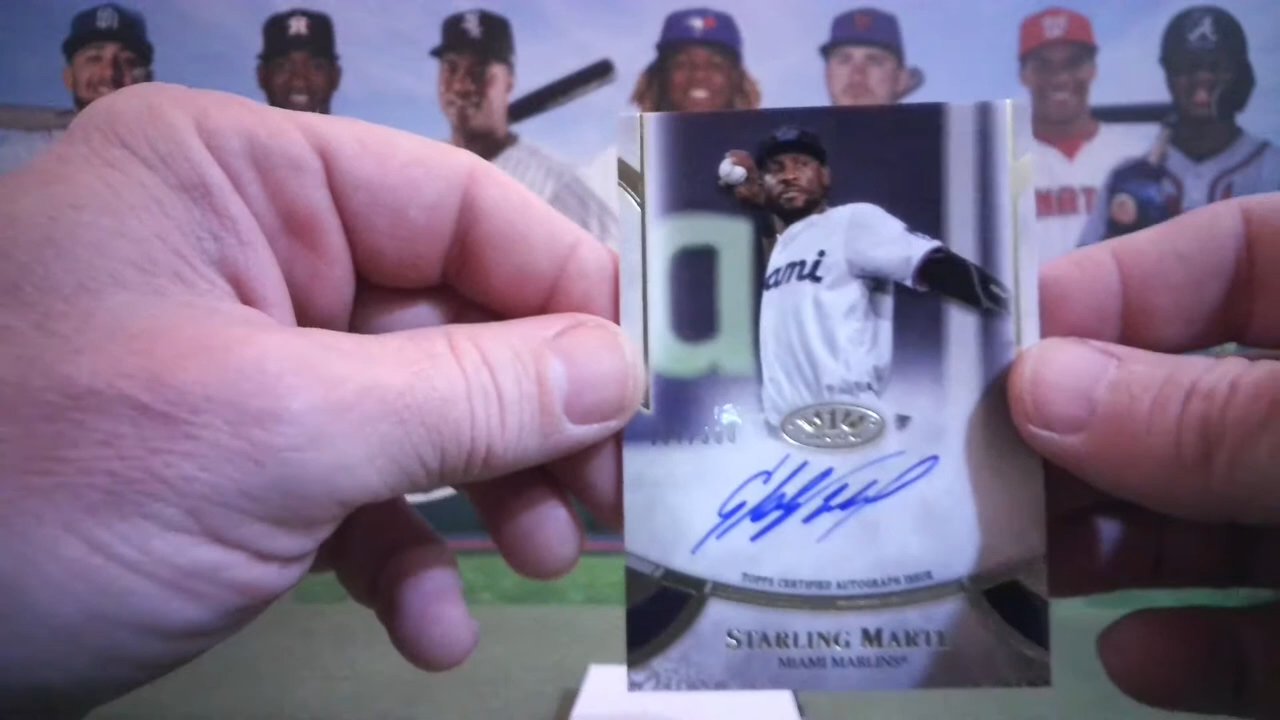 a
ami
TOPPS CERTIFIED AUTOGRAPH ISSUE
STARLING MARTE
MIAMI MARLINS®